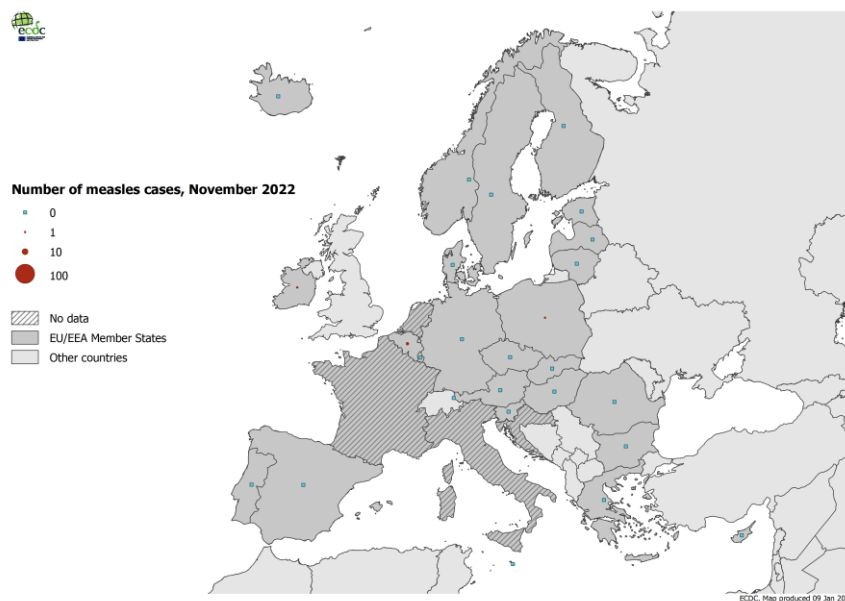 ecdc
Number of measles cases, November 2022
0
1
10
100
No data
EU/EEA Member States
Other countries
ECDC. Map produced 09 Jan 20